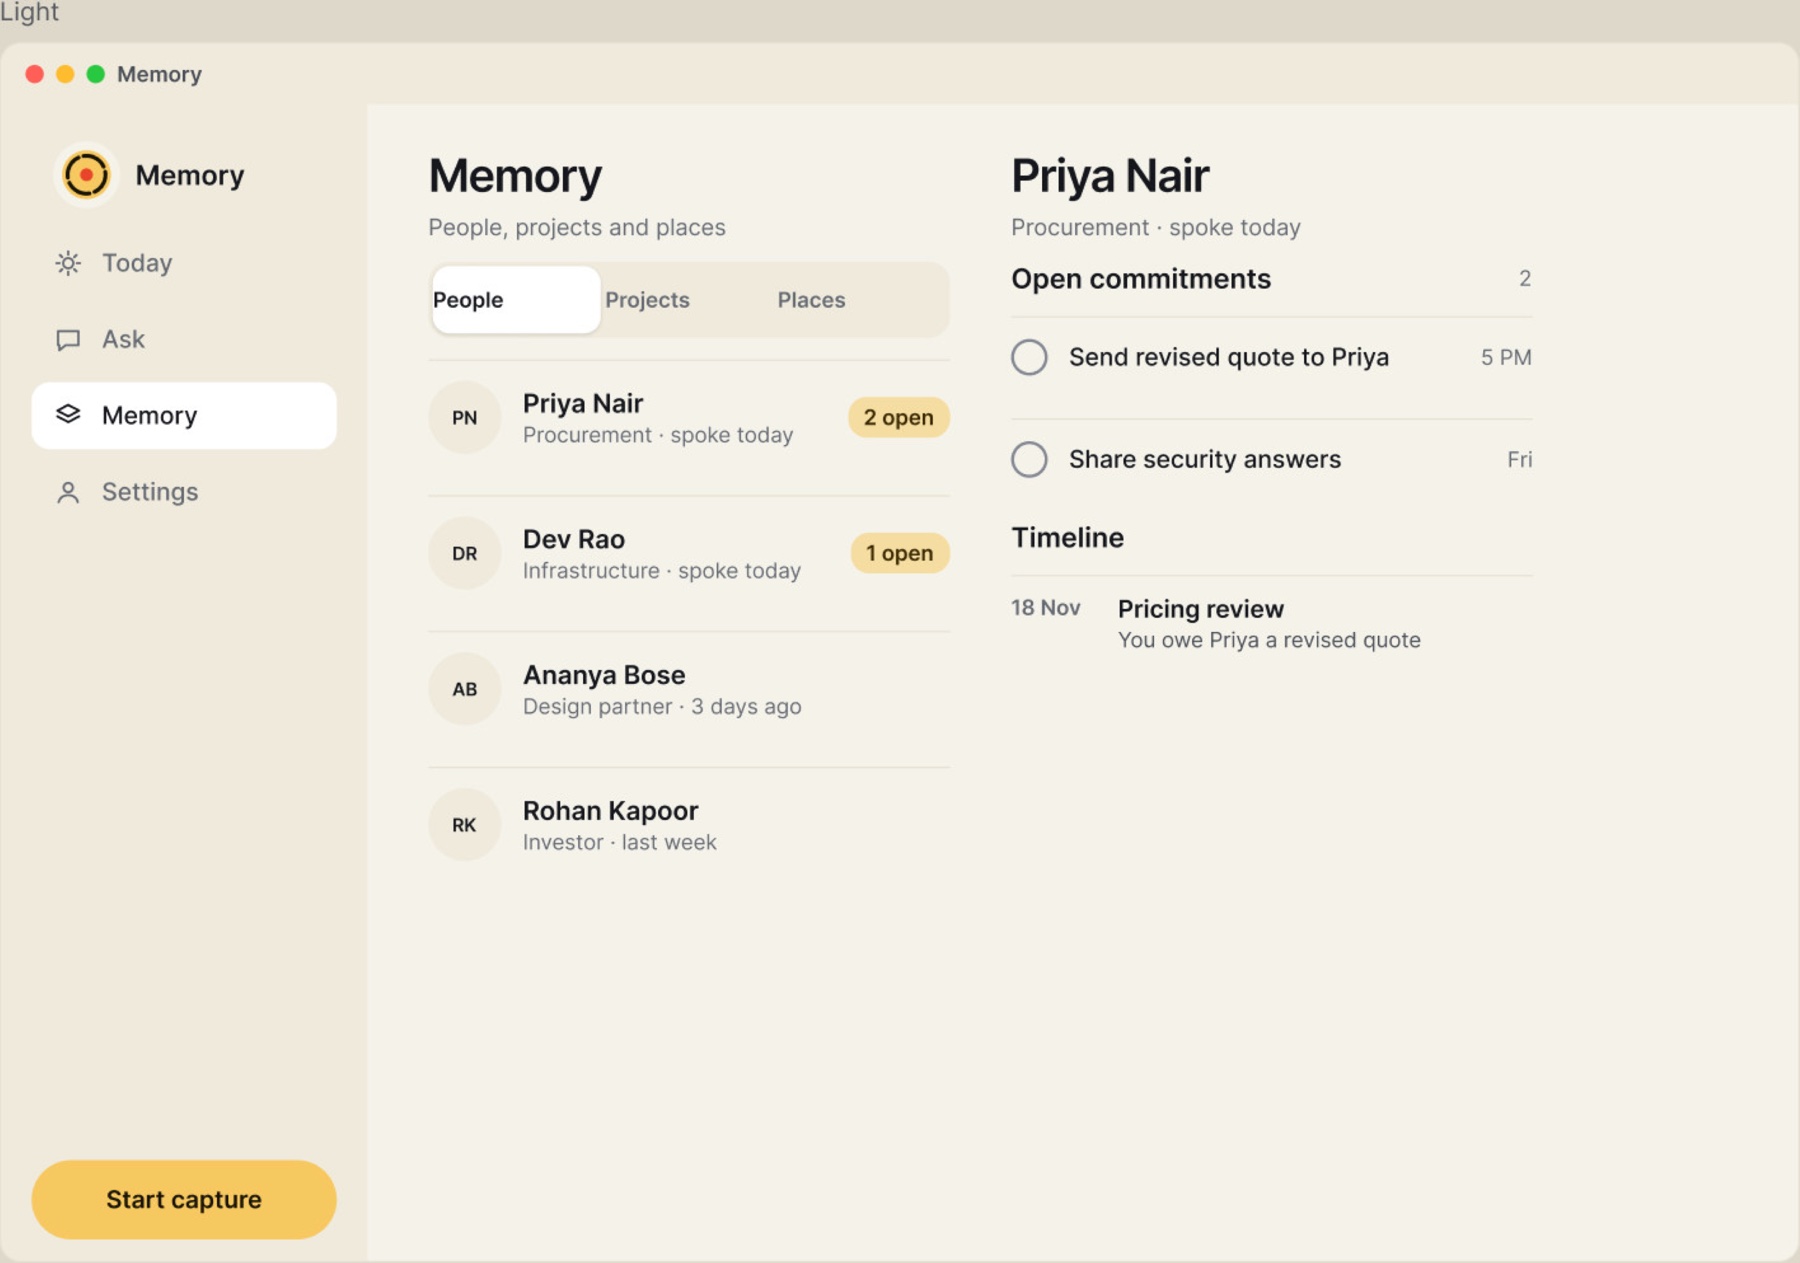 Light
Memory
Memory
Today
Ask
Memory
Settings
Start capture
Memory
People, projects and places
People
Projects
Places
PN
Priya Nair
Procurement · spoke today
2 open
DR
Dev Rao
Infrastructure · spoke today
1 open
AB
Ananya Bose
Design partner · 3 days ago
RK
Rohan Kapoor
Investor · last week
Priya Nair
Procurement · spoke today
Open commitments
2
Send revised quote to Priya
5 PM
Share security answers
Fri
Timeline
18 Nov
Pricing review
You owe Priya a revised quote